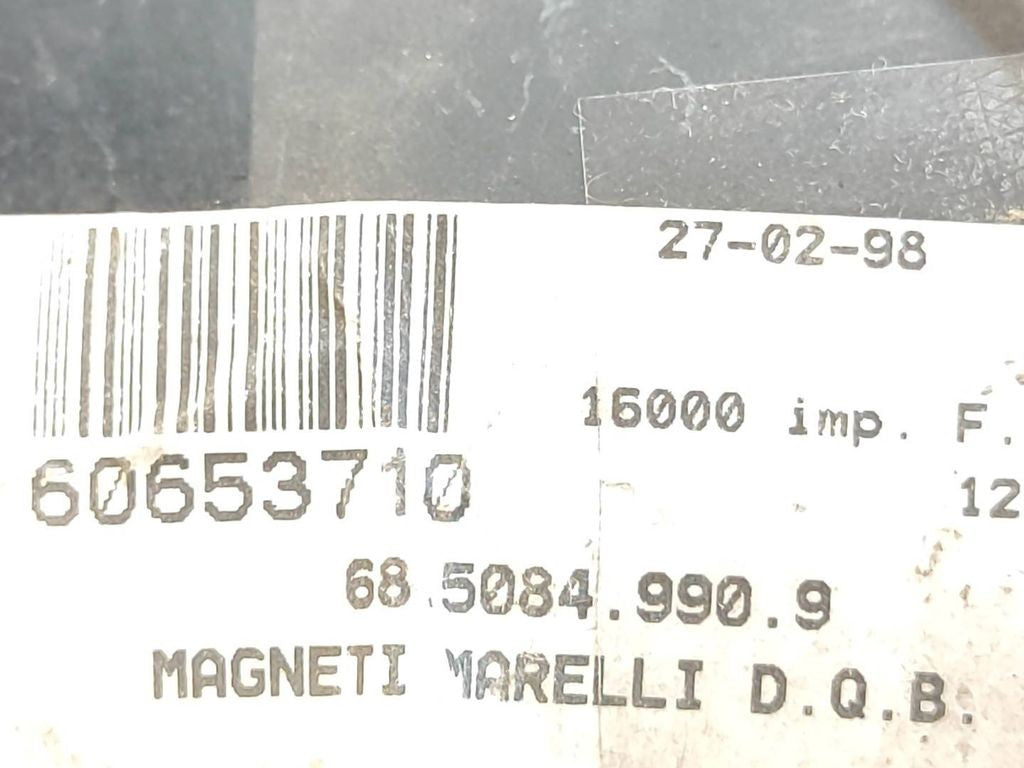 27-02-98
16000 imp. F.
60653710
12
68.5084.990.9
MAGNETI MARELLI D.Q.B.